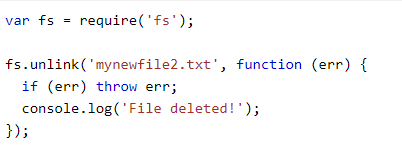 var fs = require('fs');
fs.unlink('mynewfile2.txt', function (err) {
  if (err) throw err;
  console.log('File deleted!');
});